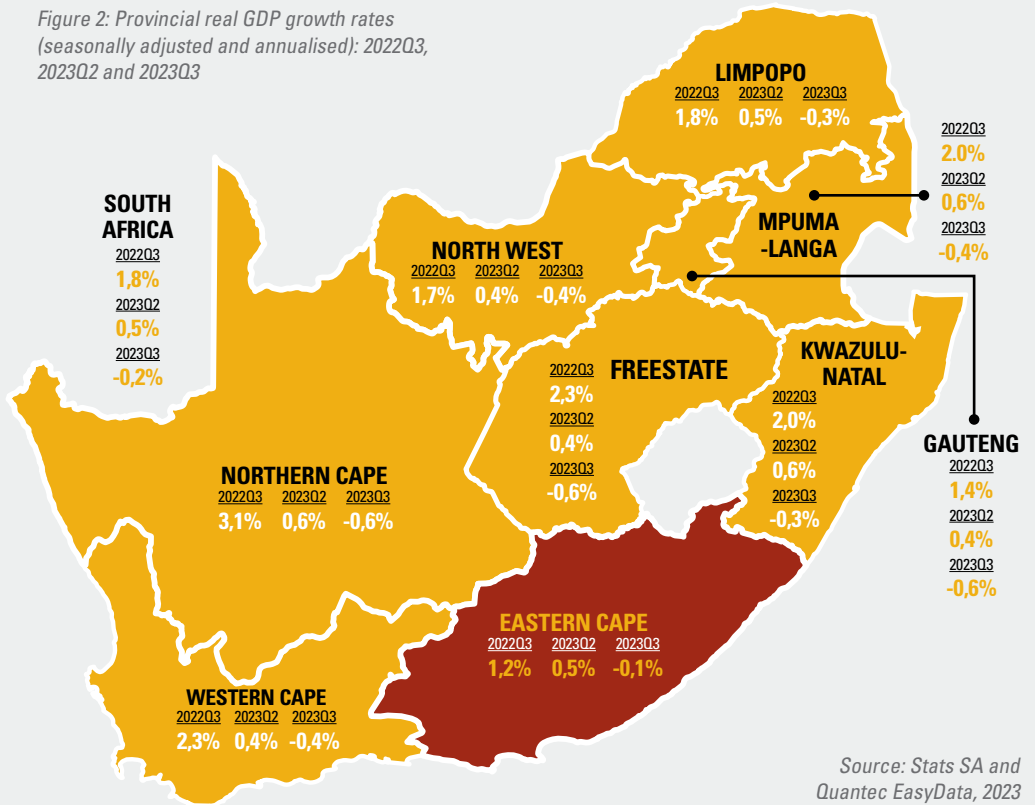 Figure 2: Provincial real GDP growth rates
(seasonally adjusted and annualised): 2022Q3,
2023Q2 and 2023Q3
LIMPOPO
2022Q3 2023Q2 2023Q3
1,8% 0,5% -0,3%
2022Q3
2.0%
2023Q2
0,6%
2023Q3
-0,4%
MPUMA
-LANGA
SOUTH
AFRICA
2022Q3
1,8%
2023Q2
0,5%
2023Q3
-0,2%
NORTH WEST
2022Q3 2023Q2 2023Q3
1,7% 0,4% -0,4%
FREESTATE
2022Q3
2,3%
2023Q2
0,4%
2023Q3
-0,6%
KWAZULU-
NATAL
2022Q3
2,0%
2023Q2
0,6%
2023Q3
-0,3%
GAUTENG
2022Q3
1,4%
2023Q2
0,4%
2023Q3
-0,6%
NORTHERN CAPE
2022Q3 2023Q2 2023Q3
3,1% 0,6% -0,6%
EASTERN CAPE
2022Q3 2023Q2 2023Q3
1,2% 0,5% -0,1%
WESTERN CAPE
2022Q3 2023Q2 2023Q3
2,3% 0,4% -0,4%
Source: Stats SA and
Quantec EasyData, 2023